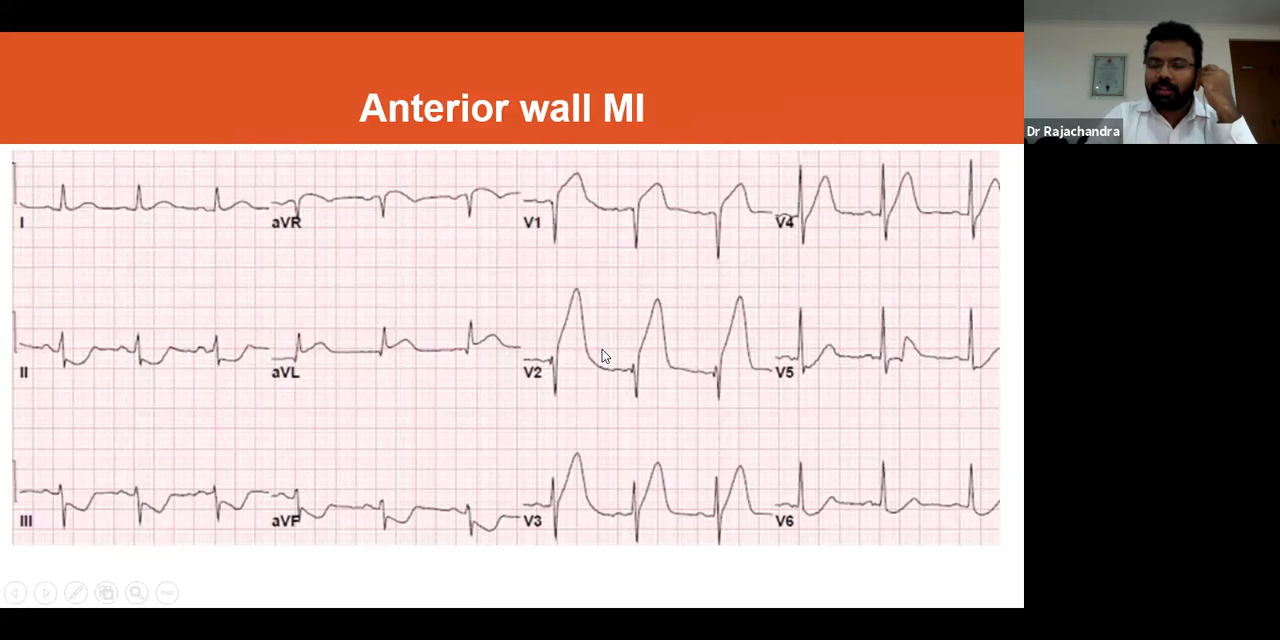 Anterior wall MI
Dr Rajachandra
I
aVR
V1
V4
II
aVL
V2
V5
III
aVF
V3
V6